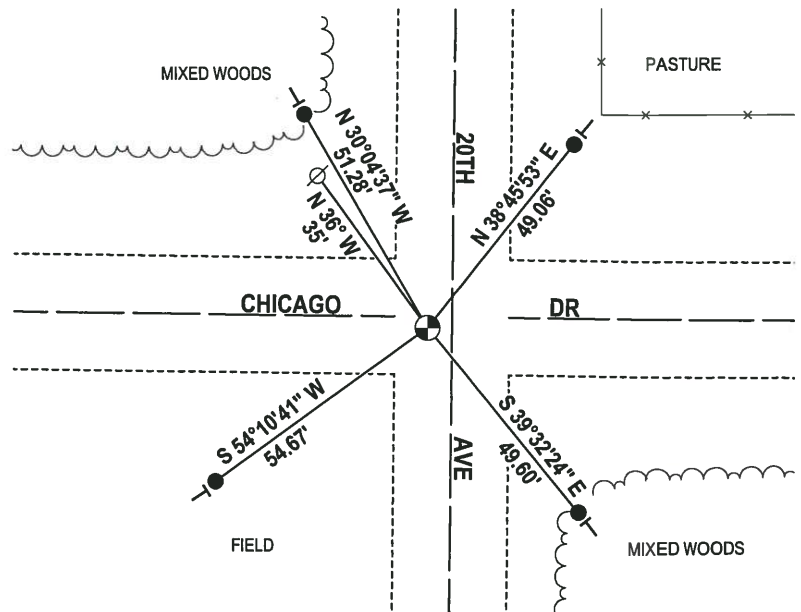 MIXED WOODS
PASTURE
N 30°04'37" W
51.28'
20TH
N 38°45'53" E
49.06'
N 36° W
35'
CHICAGO
DR
S 54°10'41" W
54.67'
S 39°32'24" E
49.60'
AVE
FIELD
MIXED WOODS